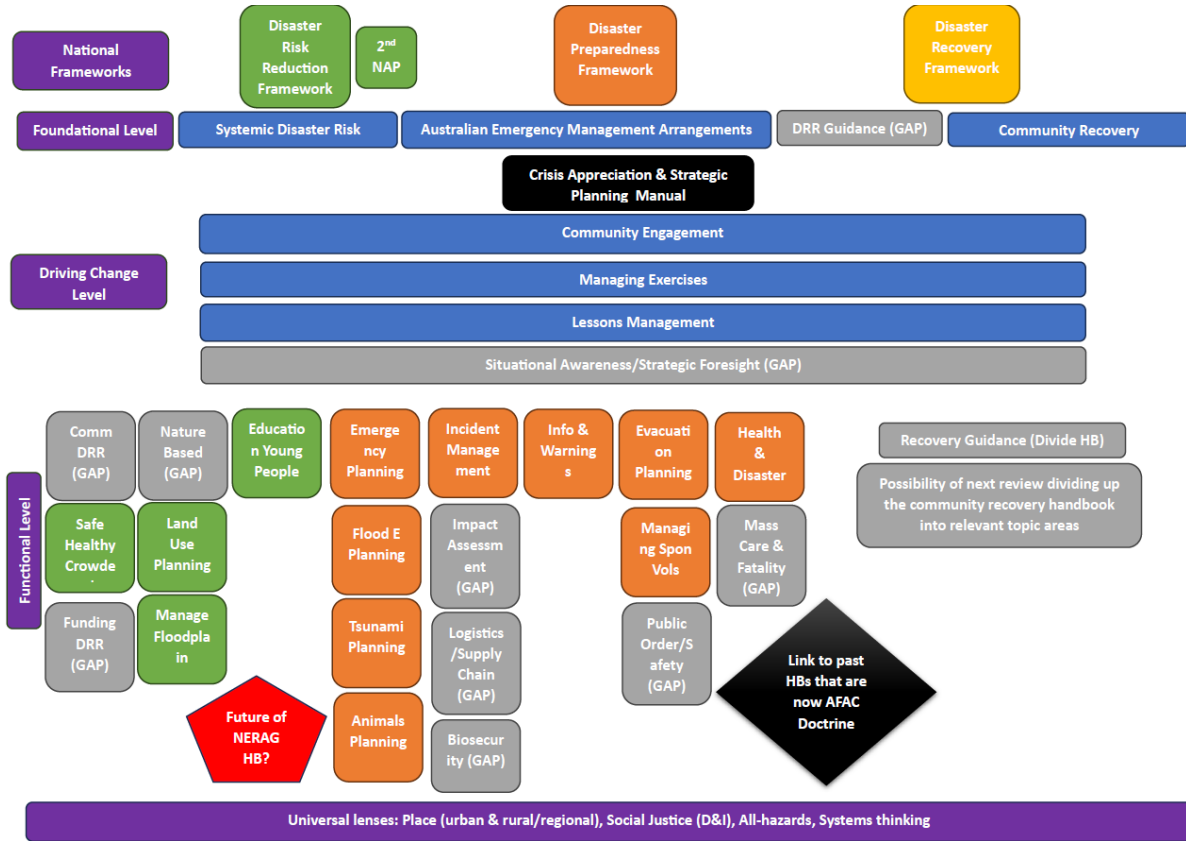 National
Frameworks
Disaster
Risk
Reduction
Framework
2nd
NAP
Disaster
Preparedness
Framework
Disaster
Recovery
Framework
Foundational Level
Systemic Disaster Risk
Australian Emergency Management Arrangements
DRR Guidance (GAP)
Community Recovery
Crisis Appreciation & Strategic
Planning Manual
Community Engagement
Driving Change
Level
Managing Exercises
Lessons Management
Situational Awareness/Strategic Foresight (GAP)
Functional Level
Comm
DRR
(GAP)
Nature
Based
(GAP)
Educatio
n Young
People
Emerge
ncy
Planning
Incident
Manage
ment
Info &
Warning
s
Evacuati
on
Planning
Health
&
Disaster
Recovery Guidance (Divide HB)
Possibility of next review dividing up
the community recovery handbook
into relevant topic areas
Safe
Healthy
Crowde
Land
Use
Planning
Flood E
Planning
Impact
Assessm
ent
(GAP)
Managi
ng Spon
Vols
Mass
Care &
Fatality
(GAP)
Funding
DRR
(GAP)
Manage
Floodpla
in
Tsunami
Planning
Logistics
/Supply
Chain
(GAP)
Public
Order/S
afety
(GAP)
Link to past
HBs that are
now AFAC
Doctrine
Future of
NERAG
HB?
Animals
Planning
Biosecur
ity (GAP)
Universal lenses: Place (urban & rural/regional), Social Justice (D&I), All-hazards, Systems thinking